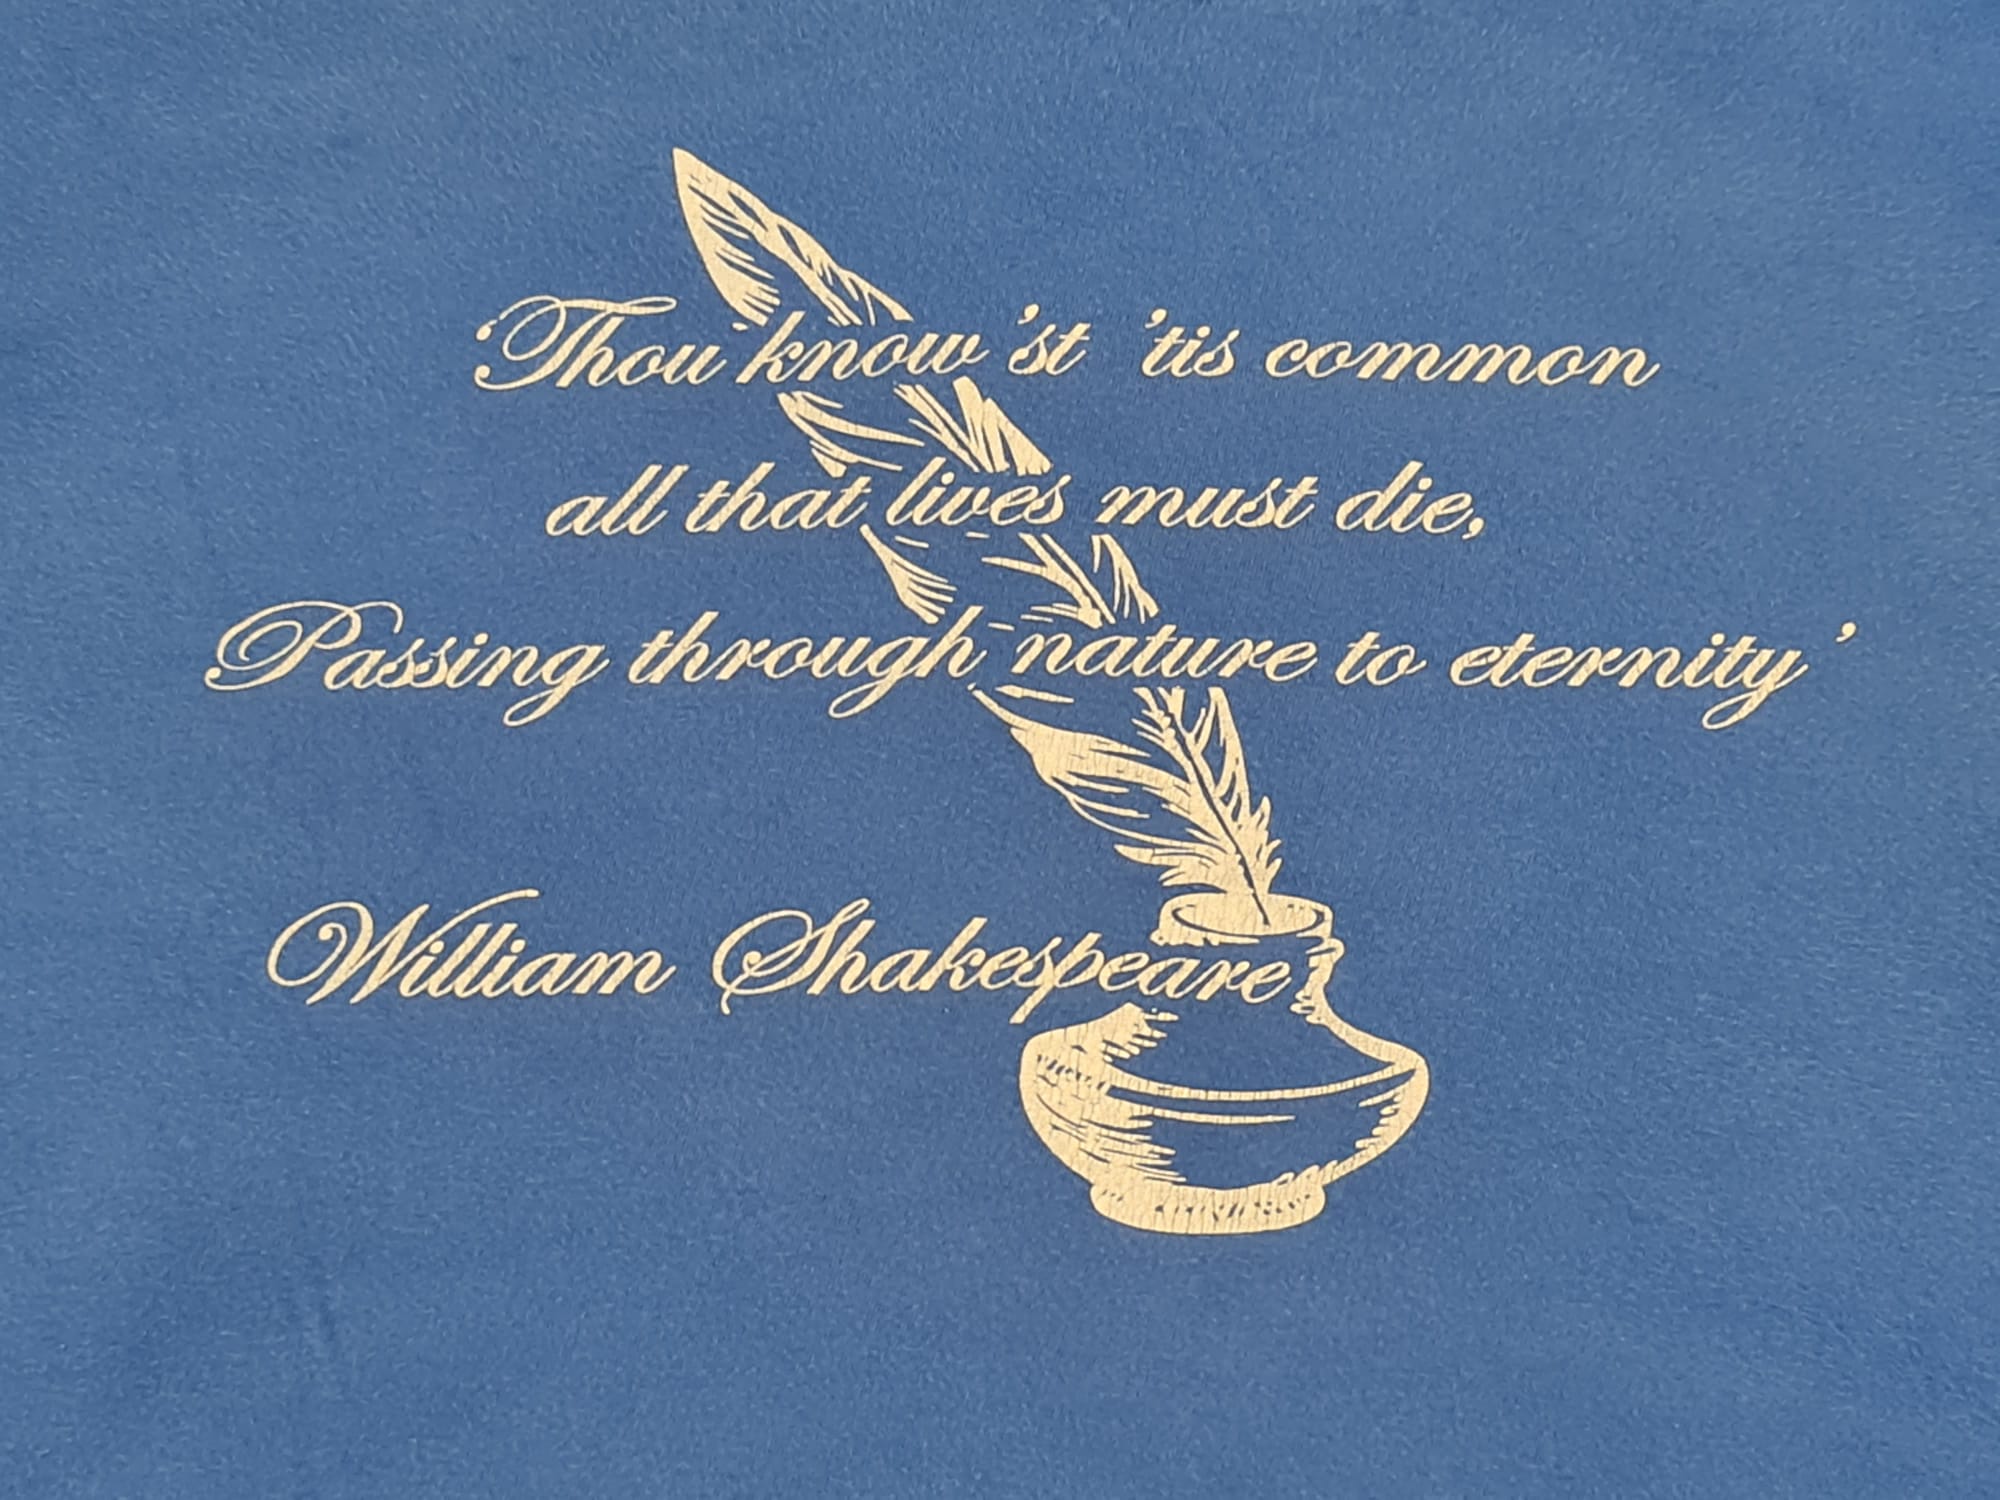 ‘Thou know’st ’tis common
all that lives must die,
Passing through nature to eternity’
William Shakespeare